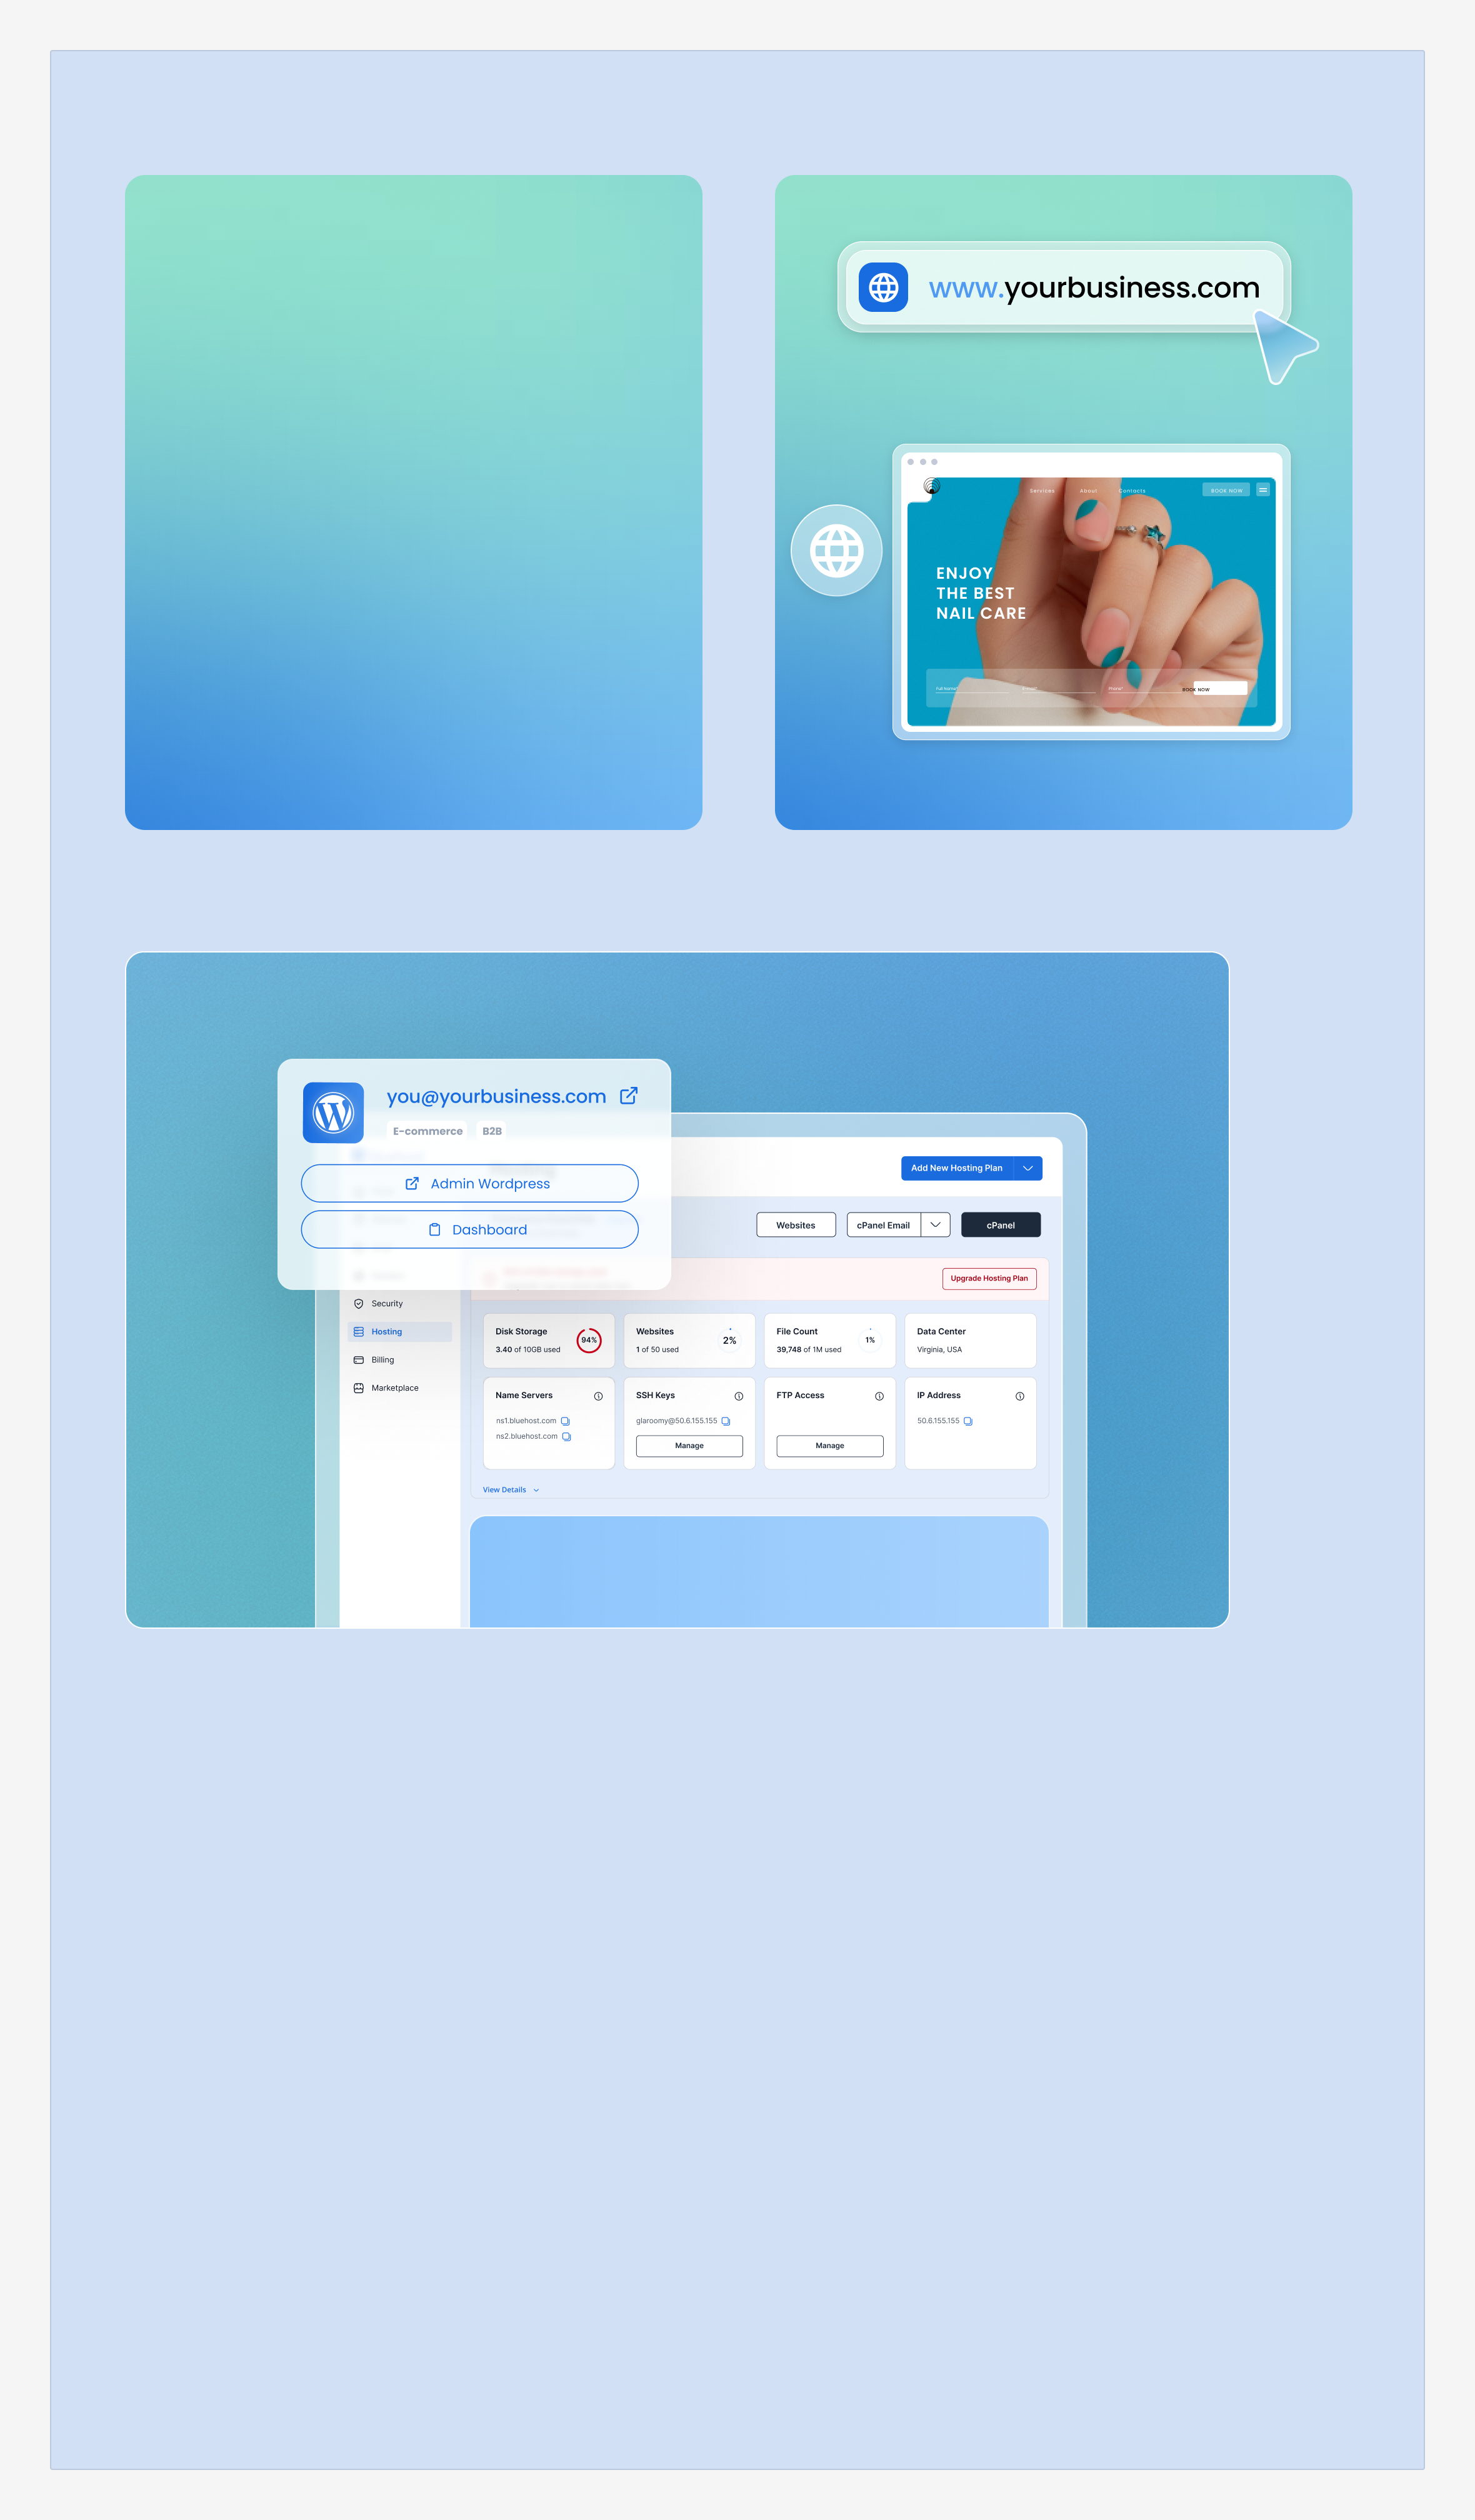 www.yourbusiness.com
Services About Contacts BOOK NOW
ENJOY
THE BEST
NAIL CARE
Full Name* Phone* BOOK NOW
you@yourbusiness.com
E-commerce B2B
Admin Wordpress
Dashboard
Add New Hosting Plan
Websites cPanel Email cPanel
Upgrade Hosting Plan
Security
Hosting
Billing
Marketplace
Disk Storage
3.40 of 10GB used
94%
Websites
1 of 50 used
2%
File Count
39,748 of 1M used
1%
Data Center
Virginia, USA
Name Servers
ns1.bluehost.com
ns2.bluehost.com
SSH Keys
glaroomy@50.6.155.155
Manage
FTP Access
Manage
IP Address
50.6.155.155
View Details